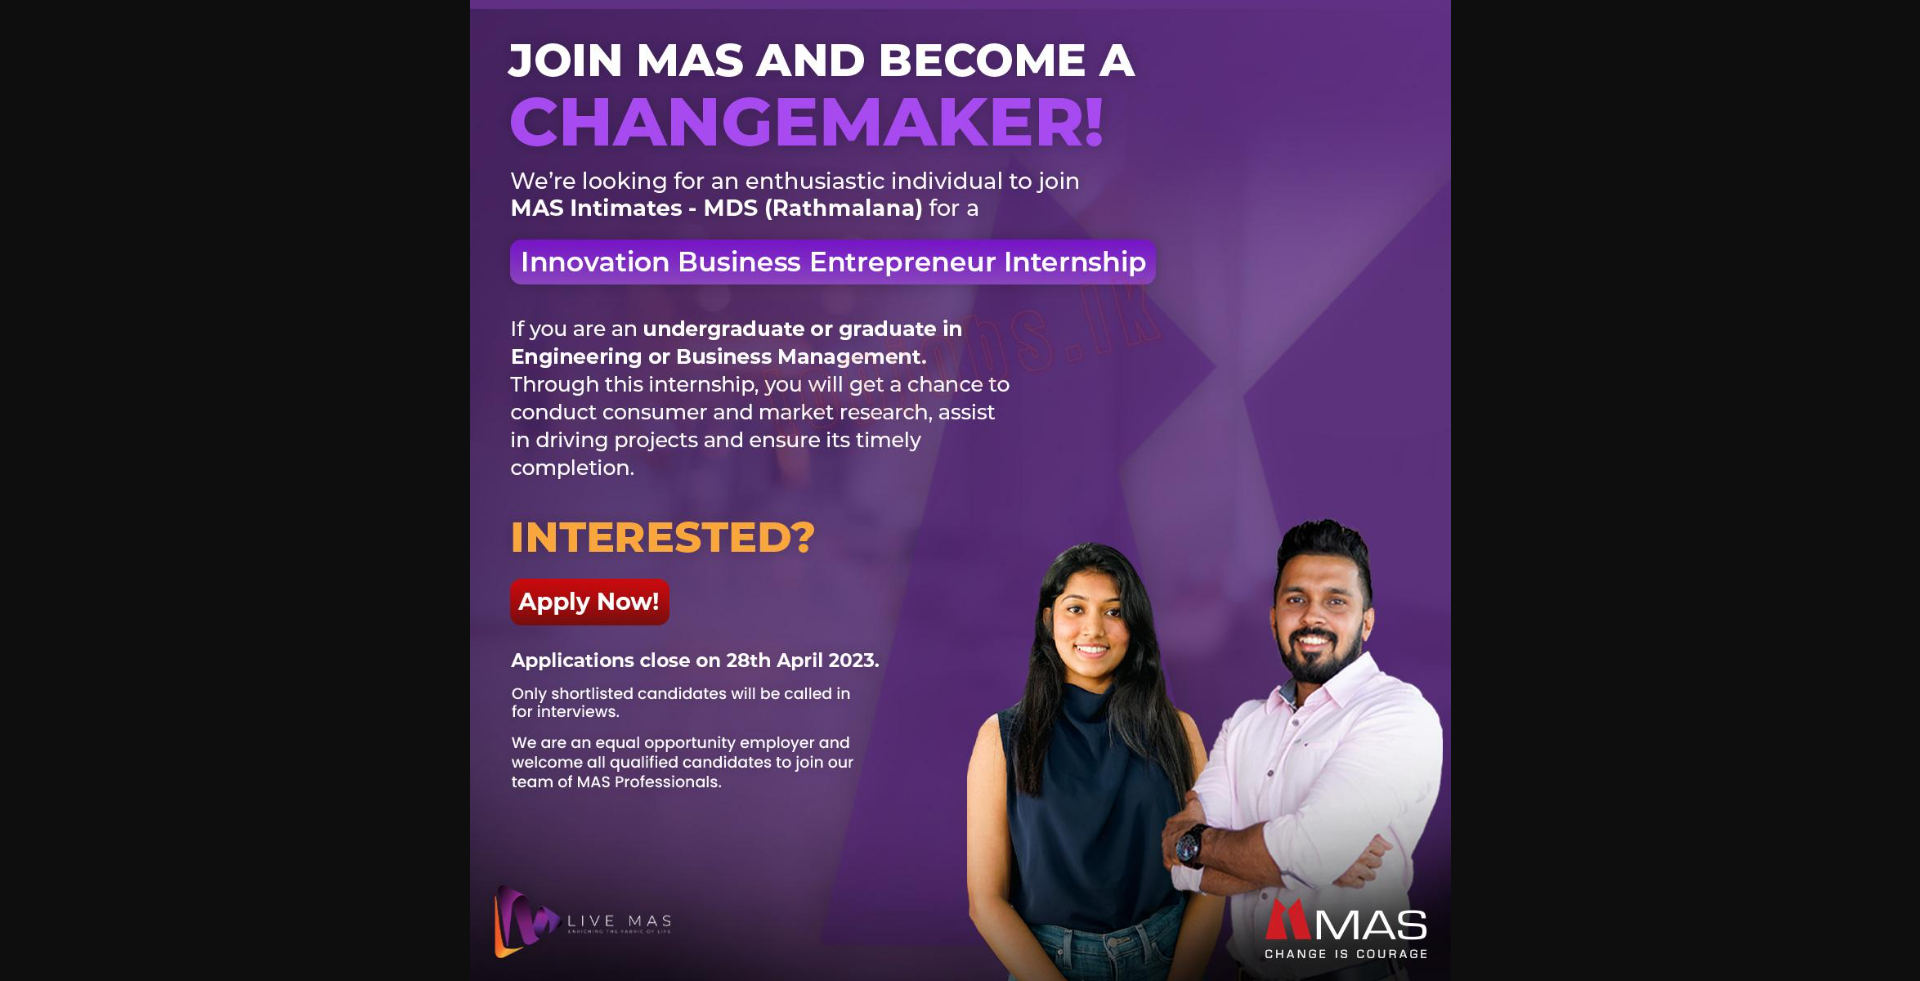 JOIN MAS AND BECOME A
CHANGEMAKER!
We’re looking for an enthusiastic individual to join
MAS Intimates - MDS (Rathmalana) for a
Innovation Business Entrepreneur Internship
If you are an undergraduate or graduate in
Engineering or Business Management.
Through this internship, you will get a chance to
conduct consumer and market research, assist
in driving projects and ensure its timely
completion.
INTERESTED?
Apply Now!
Applications close on 28th April 2023.
Only shortlisted candidates will be called in
for interviews.
We are an equal opportunity employer and
welcome all qualified candidates to join our
team of MAS Professionals.
LIVE MAS
ENRICHING THE FABRIC OF LIFE
MAS
CHANGE IS COURAGE